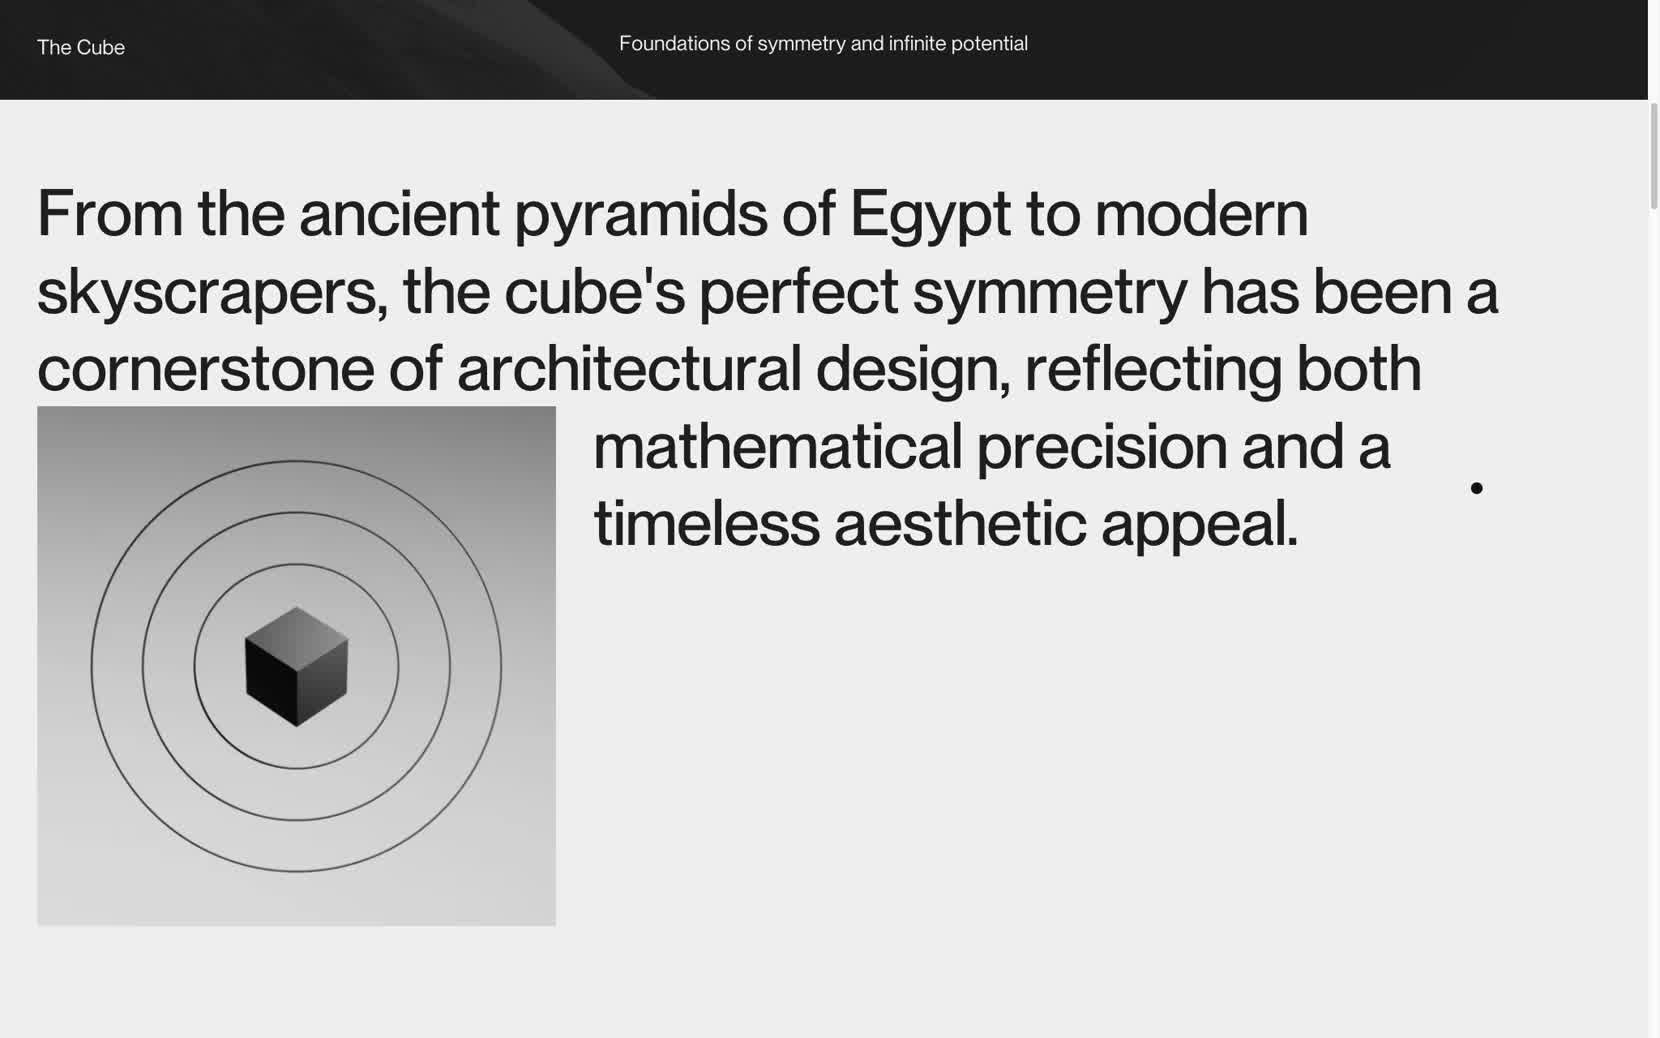 The Cube
Foundations of symmetry and infinite potential
From the ancient pyramids of Egypt to modern
skyscrapers, the cube's perfect symmetry has been a
cornerstone of architectural design, reflecting both
mathematical precision and a
timeless aesthetic appeal.